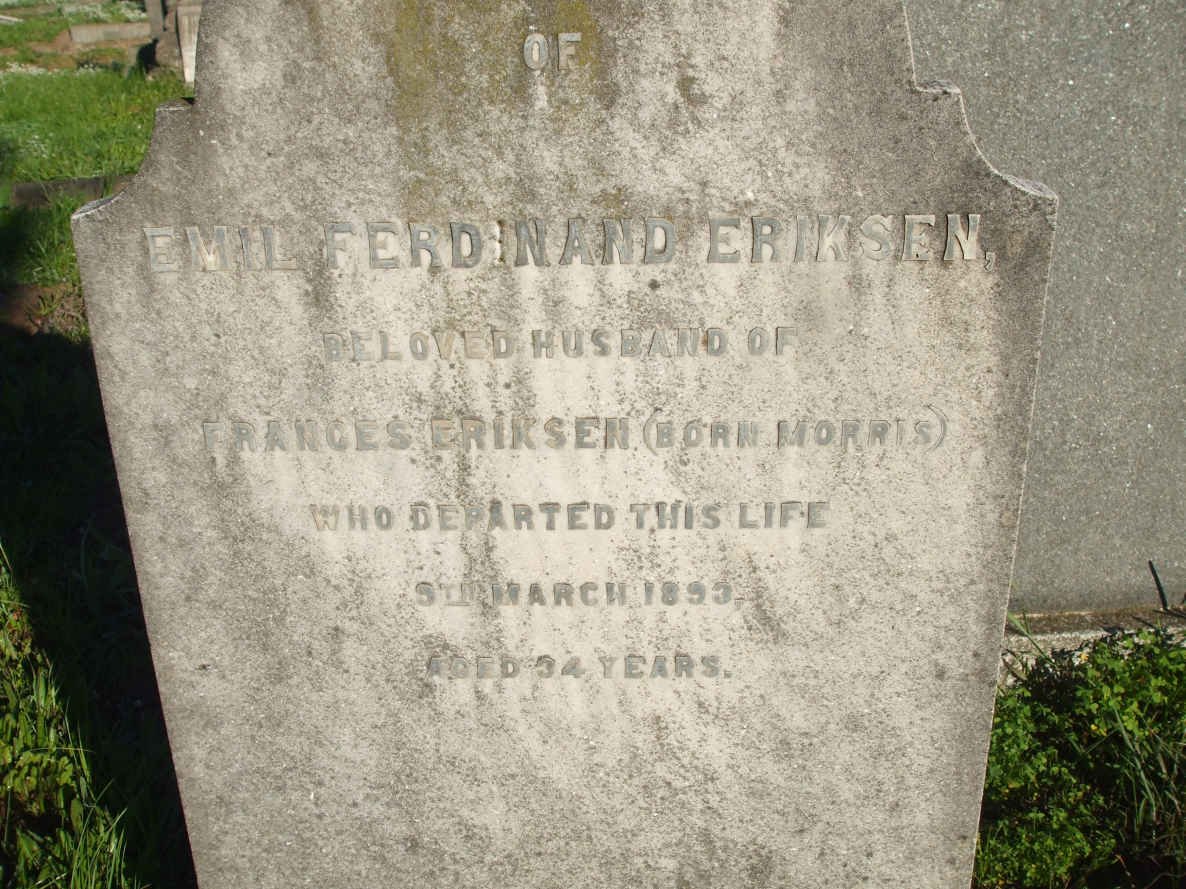 OF
EMIL FERDINAND ERIKSEN,
BELOVED HUSBAND OF
FRANCES ERIKSEN (BØRN MORRIS)
WHO DEPARTED THIS LIFE
9TH MARCH 1893,
AGED 34 YEARS.